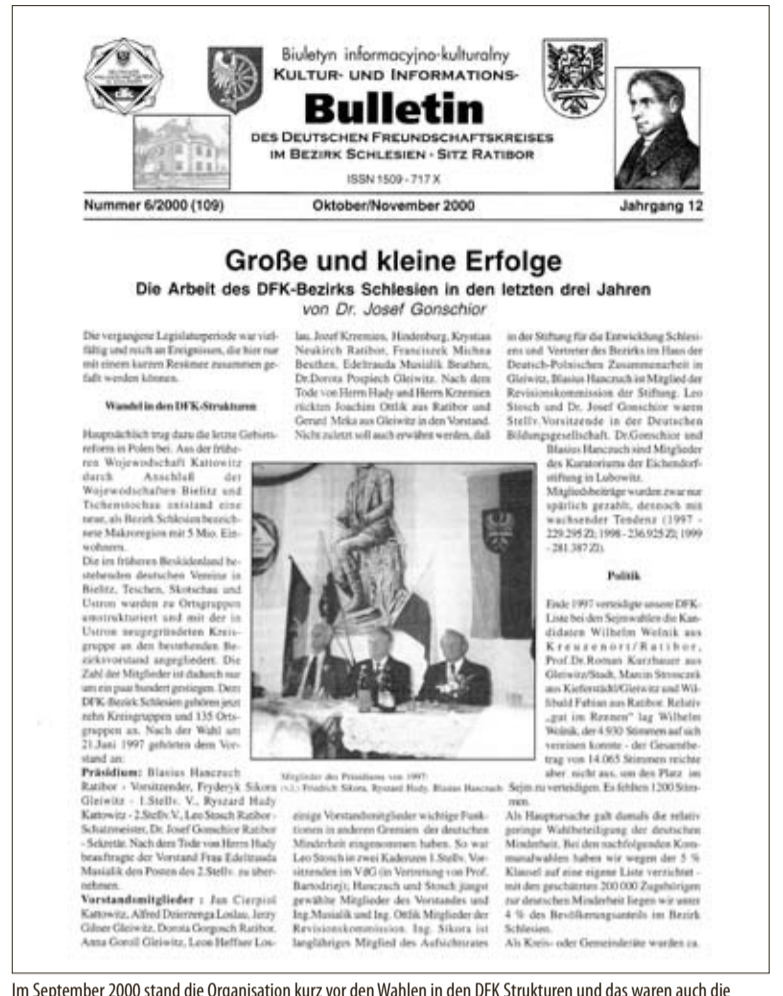 Biuletyn informacyjno-kulturalny
KULTUR- UND INFORMATIONS-
Bulletin
DES DEUTSCHEN FREUNDSCHAFTSKREISES
IM BEZIRK SCHLESIEN - SITZ RATIBOR
ISSN 1509 - 717 X
Nummer 6/2000 (109)
Oktober/November 2000
Jahrgang 12
Große und kleine Erfolge
Die Arbeit des DFK-Bezirks Schlesien in den letzten drei Jahren
von Dr. Josef Gonschior
Die vergangene Legislaturperiode war viel-
fältig und reich an Ereignissen, die hier nur
mit einem kurzen Resümee zusammen ge-
faßt werden können.
Wandel in den DFK-Strukturen
Hauptsächlich trug dazu die letzte Gebiets-
reform in Polen bei. Aus der frühe-
ren Wojewodschaft Kattowitz
durch Anschluß der
Wojewodschaften Bielitz und
Tschenstochau entstand eine
neue, als Bezirk Schlesien bezeich-
nete Makroregion mit 5 Mio. Ein-
wohnern.
Die im früheren Beskidenland be-
stehenden deutschen Vereine in
Bielitz, Teschen, Skotschau und
Ustron wurden zu Ortsgruppen
umstrukturiert und mit der in
Ustron neugegründeten Kreis-
gruppe an den bestehenden Be-
zirksvorstand angegliedert. Die
Zahl der Mitglieder ist dadurch nur
um ein paar hundert gestiegen. Dem
DFK-Bezirk Schlesien gehören jetzt
zehn Kreisgruppen und 135 Orts-
gruppen an. Nach der Wahl am
21.Juni 1997 gehörten dem Vor-
stand an:
Präsidium: Blasius Hanczuch
Ratibor - Vorsitzender, Fryderyk Sikora
Gleiwitz - 1.Stellv. V., Ryszard Hady
Kattowitz - 2.Stellv.V., Leo Stosch Ratibor -
Schatzmeister, Dr. Josef Gonschior Ratibor
- Sekretär. Nach dem Tode von Herrn Hady
beauftragte der Vorstand Frau Edeltrauda
Musialik den Posten des 2.Stellv. zu über-
nehmen.
Vorstandsmitglieder : Jan Cierpiol
Kattowitz, Alfred Dzierzenga Loslau, Jerzy
Gilner Gleiwitz, Dorota Gorgosch Ratibor,
Anna Goroll Gleiwitz, Leon Heffner Los-
lau, Jozef Krzemien, Hindenburg, Krystian
Neukirch Ratibor, Franciszek Michna
Beuthen, Edeltrauda Musialik Beuthen,
Dr.Dorota Pospiech Gleiwitz. Nach dem
Tode von Herrn Hady und Herrn Krzemien
rückten Joachim Ottlik aus Ratibor und
Gerard Meka aus Gleiwitz in den Vorstand.
Nicht zuletzt soll auch erwähnt werden, daß
Mitglieder des Präsidiums von 1997:
(v.l.) Friedrich Sikora, Ryszard Hady, Blasius Hanczuch
einige Vorstandsmitglieder wichtige Funk-
tionen in anderen Gremien der deutschen
Minderheit eingenommen haben. So war
Leo Stosch in zwei Kadenzen 1.Stellv. Vor-
sitzenden im VdG (in Vertretung von Prof.
Bartodziej); Hanczuch und Stosch jüngst
gewählte Mitglieder des Vorstandes und
Ing.Musialik und Ing. Ottlik Mitglieder der
Revisionskommission. Ing. Sikora ist
langjähriges Mitglied des Aufsichtsrates
in der Stiftung für die Entwicklung Schlesi-
ens und Vertreter des Bezirks im Haus der
Deutsch-Polnischen Zusammenarbeit in
Gleiwitz, Blasius Hanczuch ist Mitglied der
Revisionskommission der Stiftung. Leo
Stosch und Dr. Josef Gonschior waren
Stellv.Vorsitzende in der Deutschen
Bildungsgesellschaft. Dr.Gonschior und
Blasius Hanczuch sind Mitglieder
des Kuratoriums der Eichendorf-
stiftung in Lubowitz.
Mitgliedsbeiträge wurden zwar nur
spärlich gezahlt, dennoch mit
wachsender Tendenz (1997 -
229.295 Zl; 1998 - 236.925 Zl; 1999
- 281.387 Zl).
Politik
Ende 1997 verteidigte unsere DFK-
Liste bei den Sejmwahlen die Kan-
didaten Wilhelm Wolnik aus
Kreuzenort/Ratibor,
Prof.Dr.Roman Kurzbauer aus
Gleiwitz/Stadt, Marcin
aus Kieferstädtl/Gleiwitz und Wil-
libald Fabian aus Ratibor. Relativ
„gut im Rennen" lag Wilhelm
Wolnik, der 4.930 Stimmen auf sich
vereinen konnte - der Gesamtbe-
trag von 14.065 Stimmen reichte
aber nicht aus, um den Platz im
Sejm zu verteidigen. Es fehlten 1200 Stim-
men.
Als Hauptursache galt damals die relativ
geringe Wahlbeteiligung der deutschen
Minderheit. Bei den nachfolgenden Kom-
munalwahlen haben wir wegen der 5 %
Klausel auf eine eigene Liste verzichtet -
mit den geschätzten 200 000 Zugehörigen
zur deutschen Minderheit liegen wir unter
4 % des Bevölkerungsanteils im Bezirk
Schlesien.
Als Kreis- oder Gemeinderäte wurden ca.
Im September 2000 stand die Organisation kurz vor den Wahlen in den DFK Strukturen und das waren auch die